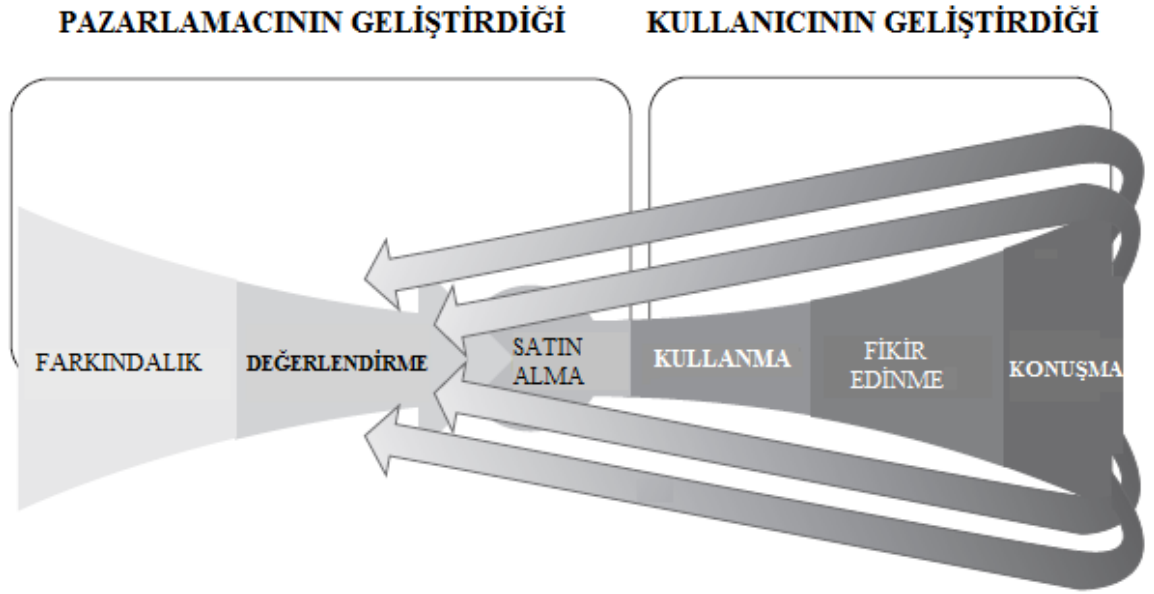 PAZARLAMACININ GELİŞTİRDİĞİ
KULLANICININ GELİŞTİRDİĞİ
FARKINDALIK
DEĞERLENDİRME
SATIN
ALMA
KULLANMA
FİKİR
EDİNME
KONUŞMA